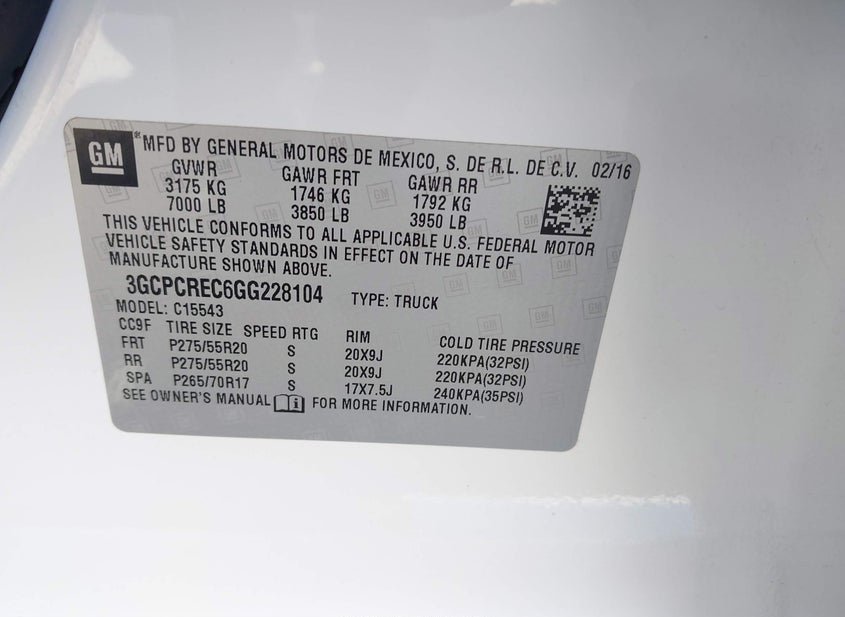 GM
MFD BY GENERAL MOTORS DE MEXICO, S. DE R.L. DE C.V. 02/16
GVWR GAWR FRT GAWR RR
3175 KG 1746 KG 1792 KG
7000 LB 3850 LB 3950 LB
THIS VEHICLE CONFORMS TO ALL APPLICABLE U.S. FEDERAL MOTOR
VEHICLE SAFETY STANDARDS IN EFFECT ON THE DATE OF
MANUFACTURE SHOWN ABOVE.
3GCPCREC6GG228104 TYPE: TRUCK
MODEL: C15543
CC9F TIRE SIZE SPEED RTG RIM COLD TIRE PRESSURE
FRT P275/55R20 S 20X9J 220KPA(32PSI)
RR P275/55R20 S 20X9J 220KPA(32PSI)
SPA P265/70R17 S 17X7.5J 240KPA(35PSI)
SEE OWNER'S MANUAL i FOR MORE INFORMATION.